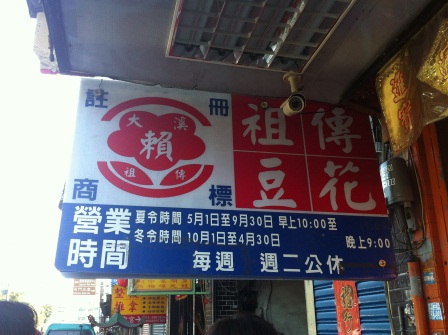 註冊
大溪
賴
祖傳
商標
祖傳
豆花
營業時間
夏令時間 5月1日至9月30日 早上10:00至
冬令時間 10月1日至4月30日 晚上9:00
每週 週二公休